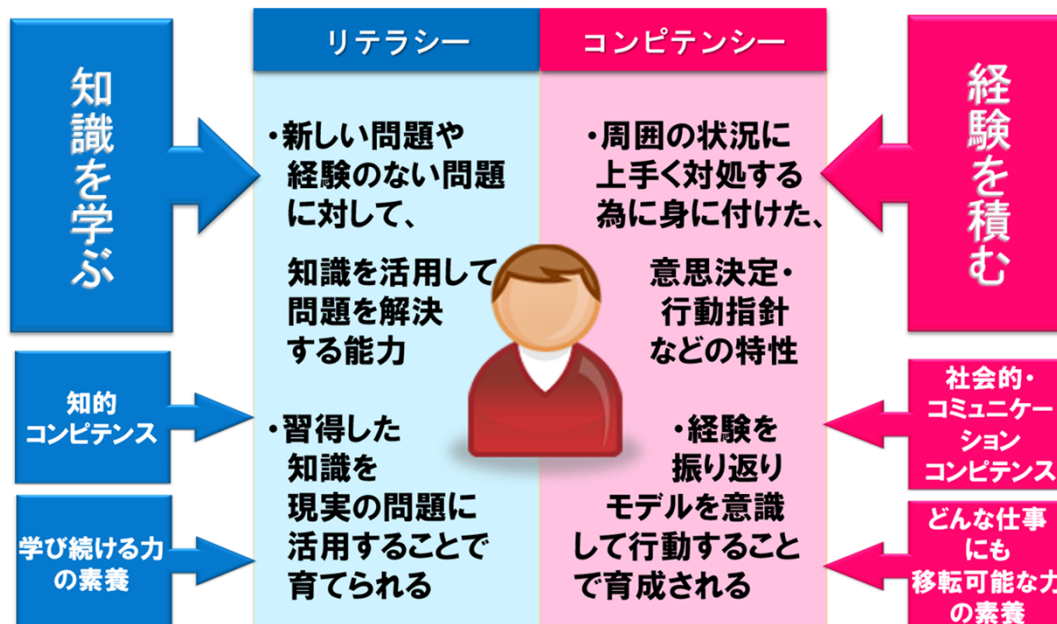 知識を学ぶ
リテラシー
コンピテンシー
経験を積む
・新しい問題や
経験のない問題
に対して、
知識を活用して
問題を解決
する能力
・習得した
知識を
現実の問題に
活用することで
育てられる
・周囲の状況に
上手く対処する
為に身に付けた、
意思決定・
行動指針
などの特性
・経験を
振り返り
モデルを意識
して行動すること
で育成される
知的
コンピテンス
学び続ける力
の素養
社会的・
コミュニケー
ション
コンピテンス
どんな仕事
にも
移転可能な力
の素養